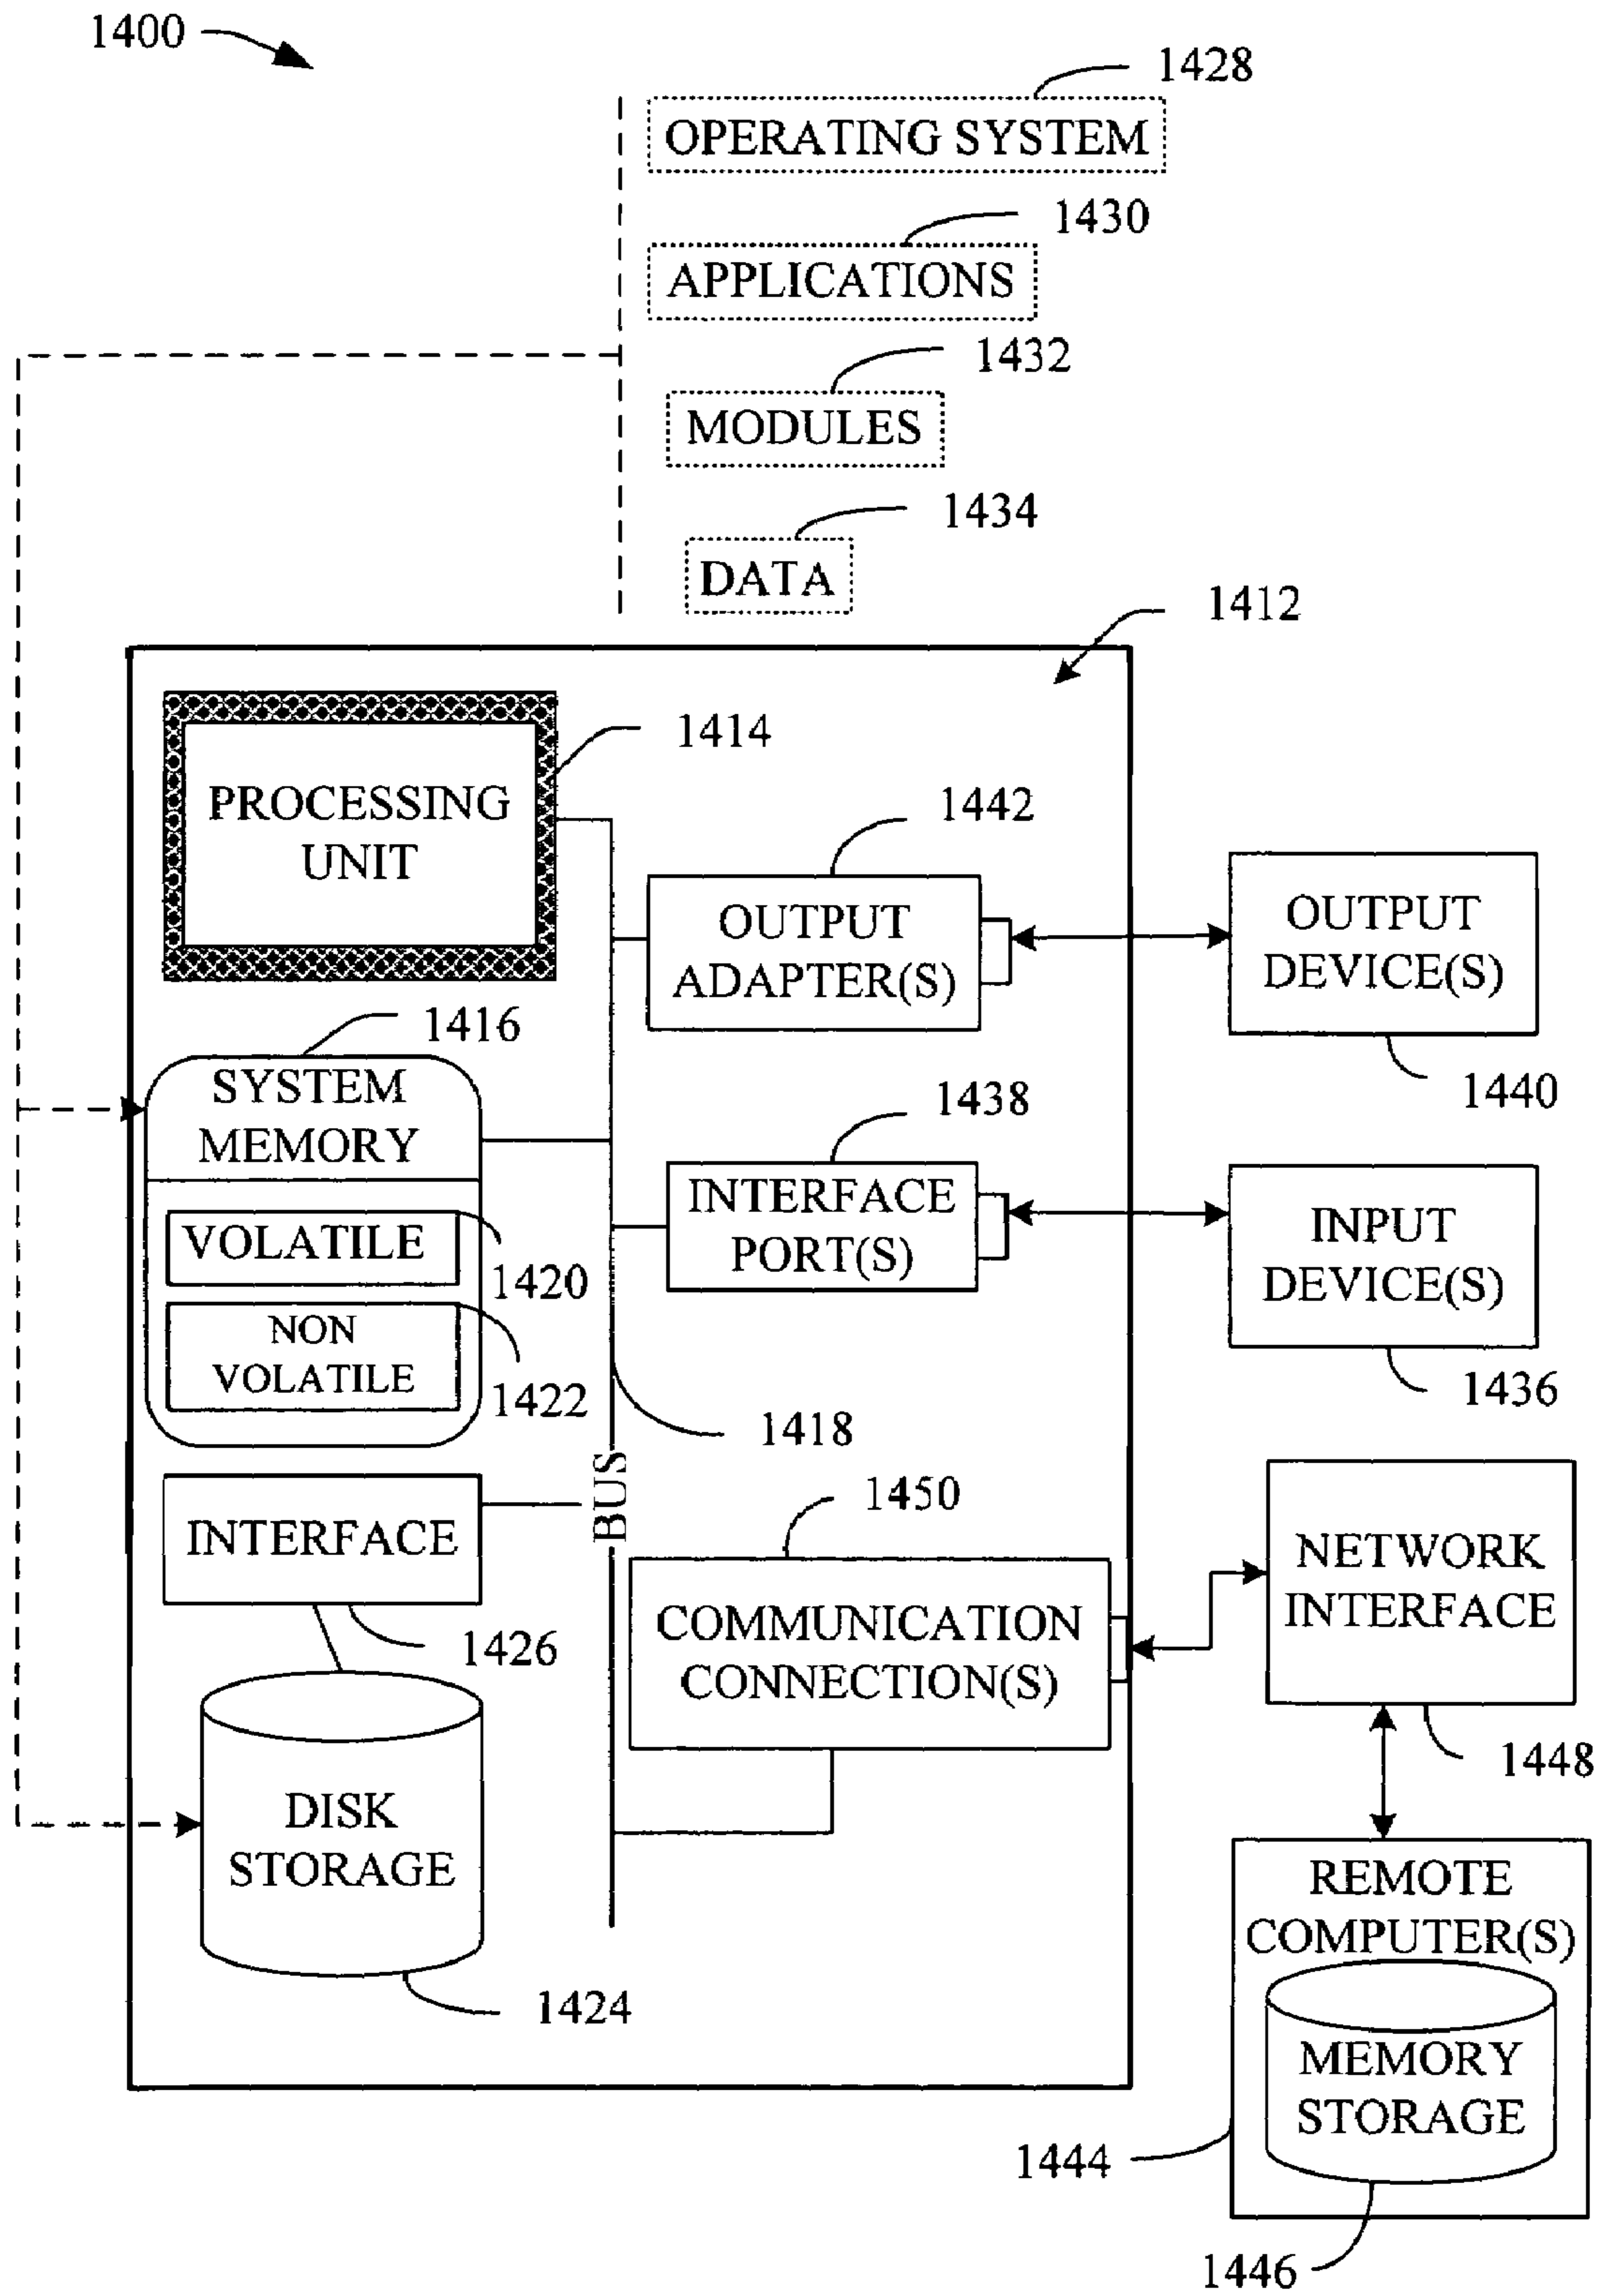 1400
1428
OPERATING SYSTEM
1430
APPLICATIONS
1432
MODULES
1434
DATA
1412
PROCESSING
UNIT
1414
1442
OUTPUT
ADAPTER(S)
OUTPUT
DEVICE(S)
1440
1416
SYSTEM
MEMORY
VOLATILE
1420
NON
VOLATILE
1422
1438
INTERFACE
PORT(S)
INPUT
DEVICE(S)
1436
1418
BUS
INTERFACE
1426
1450
COMMUNICATION
CONNECTION(S)
NETWORK
INTERFACE
1448
DISK
STORAGE
1424
REMOTE
COMPUTER(S)
MEMORY
STORAGE
1444
1446